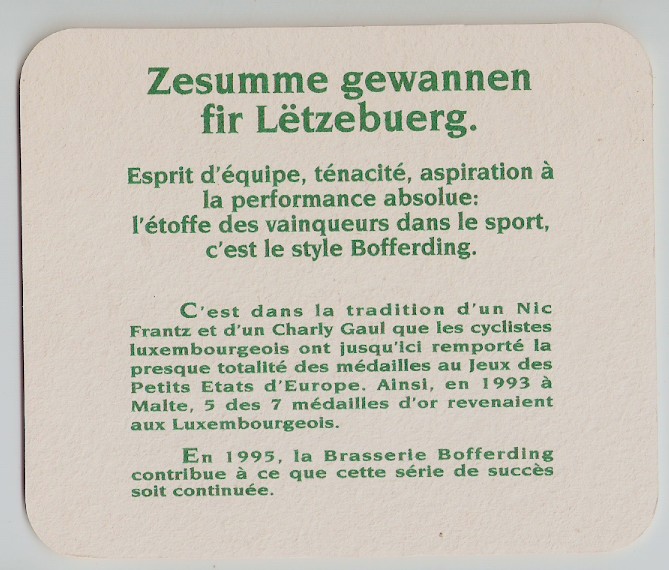 Zesumme gewannen
fir Lëtzebuerg.
Esprit d'équipe, ténacité, aspiration à
la performance absolue:
l'étoffe des vainqueurs dans le sport,
c'est le style Bofferding.
C'est dans la tradition d'un Nic
Frantz et d'un Charly Gaul que les cyclistes
luxembourgeois ont jusqu'ici remporté la
presque totalité des médailles au Jeux des
Petits Etats d'Europe. Ainsi, en 1993 à
Malte, 5 des 7 médailles d'or revenaient
aux Luxembourgeois.
En 1995, la Brasserie Bofferding
contribue à ce que cette série de succès
soit continuée.